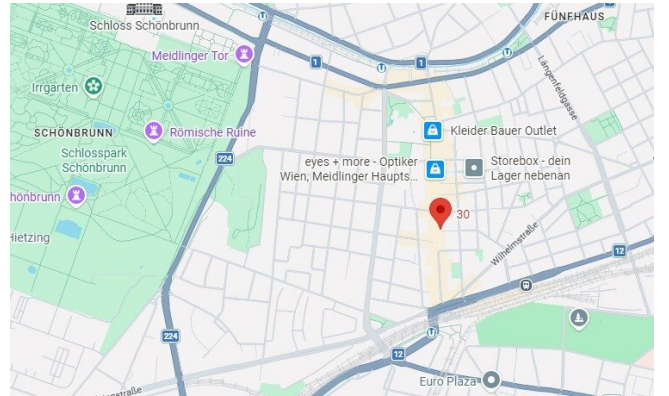 FÜNFHAUS
Schloss Schönbrunn
Meidlinger Tor
1
1
Irrgarten
Längenfeldgasse
SCHÖNBRUNN
Römische Ruine
Kleider Bauer Outlet
224
Schlosspark
Schönbrunn
eyes + more - Optiker
Wien, Meidlinger Haupts...
Storebox - dein
Lager nebenan
hönbrunn
30
Hietzing
Wilhelmstraße
12
224
12
Euro Plaza